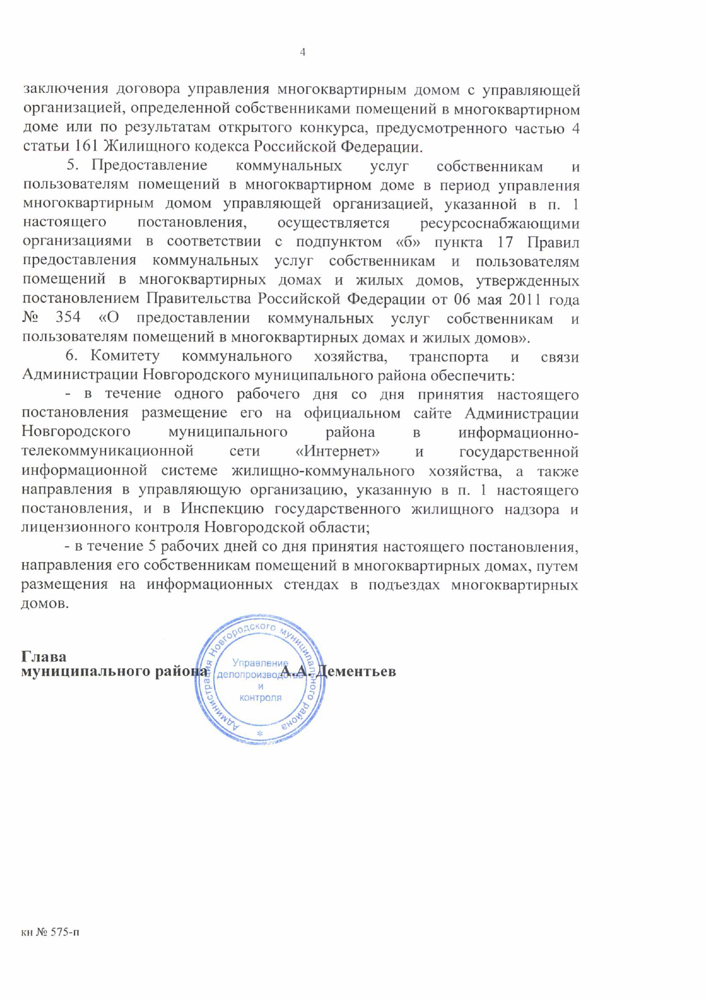 4
заключения договора управления многоквартирным домом с управляющей
организацией, определенной собственниками помещений в многоквартирном
доме или по результатам открытого конкурса, предусмотренного частью 4
статьи 161 Жилищного кодекса Российской Федерации.
5. Предоставление коммунальных услуг собственникам и
пользователям помещений в многоквартирном доме в период управления
многоквартирным домом управляющей организацией, указанной в п. 1
настоящего постановления, осуществляется ресурсоснабжающими
организациями в соответствии с подпунктом «б» пункта 17 Правил
предоставления коммунальных услуг собственникам и пользователям
помещений в многоквартирных домах и жилых домов, утвержденных
постановлением Правительства Российской Федерации от 06 мая 2011 года
№ 354 «О предоставлении коммунальных услуг собственникам и
пользователям помещений в многоквартирных домах и жилых домов».
6. Комитету коммунального хозяйства, транспорта и связи
Администрации Новгородского муниципального района обеспечить:
- в течение одного рабочего дня со дня принятия настоящего
постановления размещение его на официальном сайте Администрации
Новгородского муниципального района в информационно-
телекоммуникационной сети «Интернет» и государственной
информационной системе жилищно-коммунального хозяйства, а также
направления в управляющую организацию, указанную в п. 1 настоящего
постановления, и в Инспекцию государственного жилищного надзора и
лицензионного контроля Новгородской области;
- в течение 5 рабочих дней со дня принятия настоящего постановления,
направления его собственникам помещений в многоквартирных домах, путем
размещения на информационных стендах в подъездах многоквартирных
домов.
Глава
муниципального района А.А. Дементьев
Администрация Новгородского муниципального района
Управление
делопроизводства
и
контроля
*
кн № 575-п